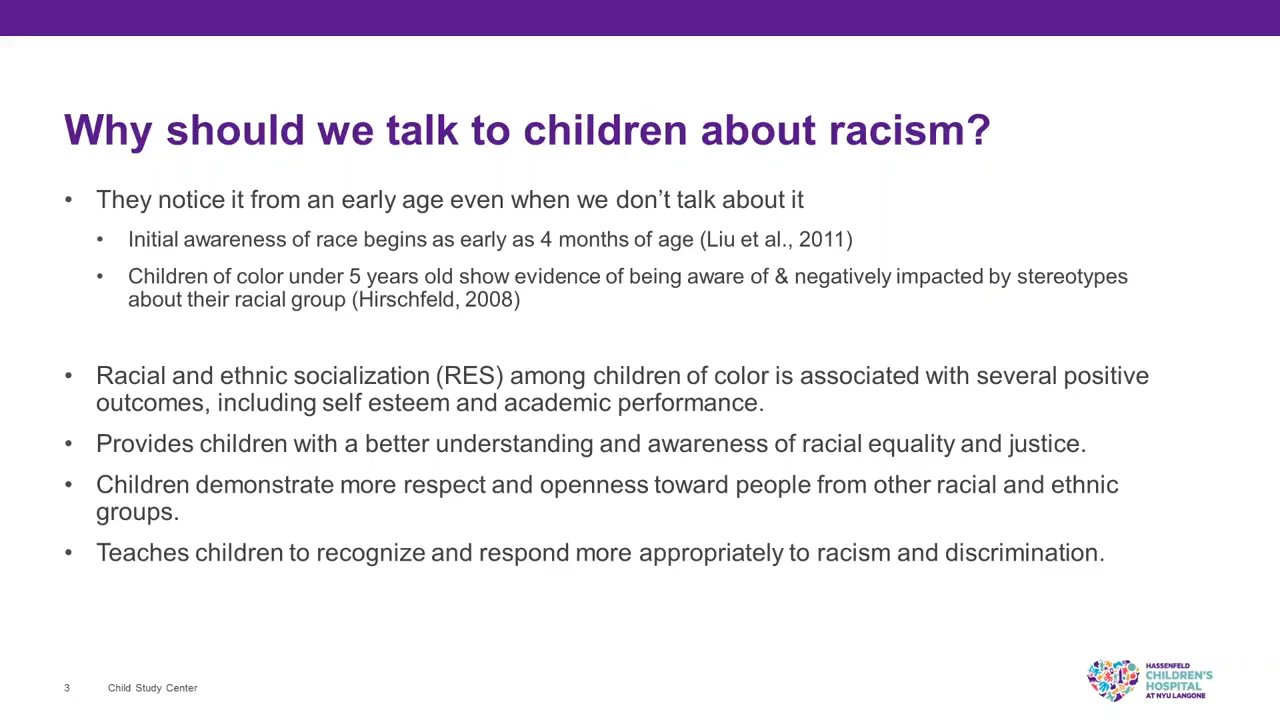 Why should we talk to children about racism?
• They notice it from an early age even when we don’t talk about it
• Initial awareness of race begins as early as 4 months of age (Liu et al., 2011)
• Children of color under 5 years old show evidence of being aware of & negatively impacted by stereotypes
about their racial group (Hirschfeld, 2008)
• Racial and ethnic socialization (RES) among children of color is associated with several positive
outcomes, including self esteem and academic performance.
• Provides children with a better understanding and awareness of racial equality and justice.
• Children demonstrate more respect and openness toward people from other racial and ethnic
groups.
• Teaches children to recognize and respond more appropriately to racism and discrimination.
3 Child Study Center
HASSENFELD
CHILDREN'S
HOSPITAL
AT NYU LANGONE